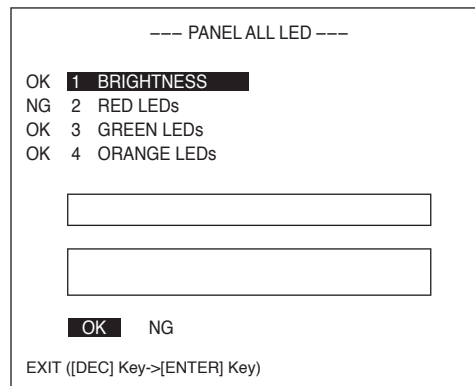 ––– PANEL ALL LED –––
OK 1 BRIGHTNESS
NG 2 RED LEDs
OK 3 GREEN LEDs
OK 4 ORANGE LEDs
OK NG
EXIT ([DEC] Key->[ENTER] Key)